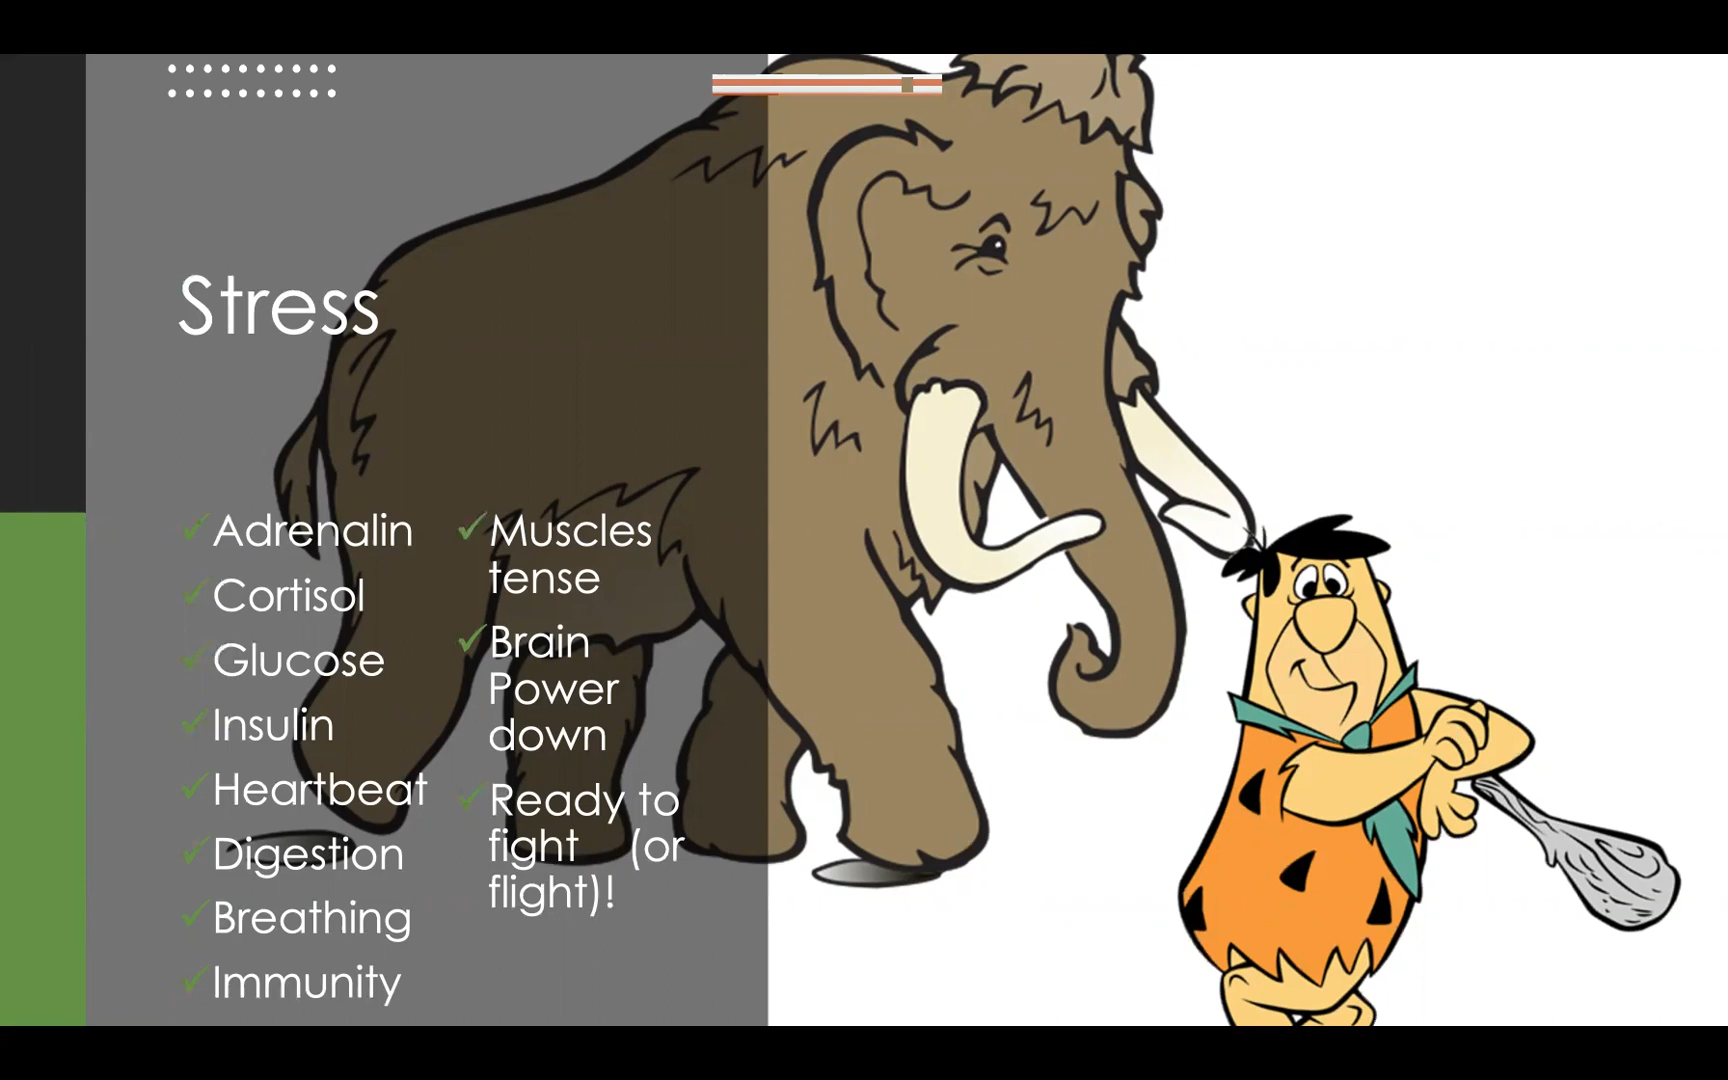 Stress
Adrenalin
Cortisol
Glucose
Insulin
Heartbeat
Digestion
Breathing
Immunity
Muscles
tense
Brain
Power
down
Ready to
fight (or
flight)!